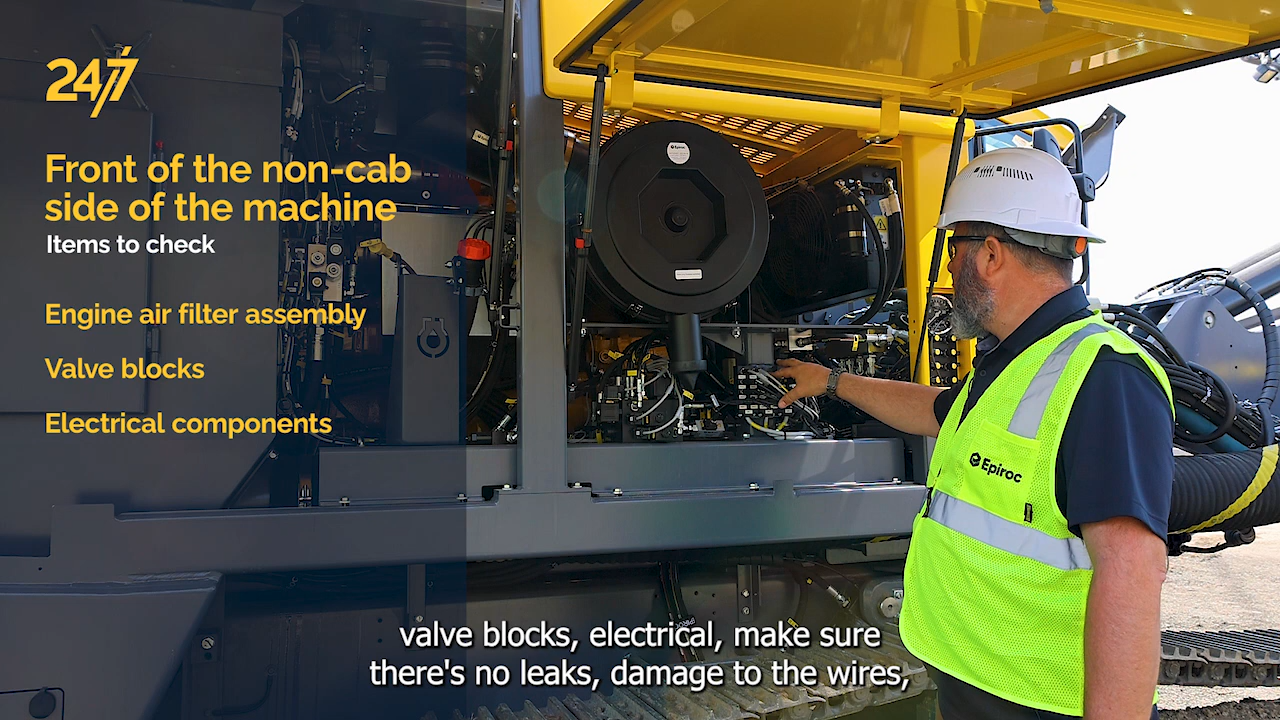 24/7
Front of the non-cab
side of the machine
Items to check
Engine air filter assembly
Valve blocks
Electrical components
Epiroc
Epiroc
valve blocks, electrical, make sure
there's no leaks, damage to the wires,